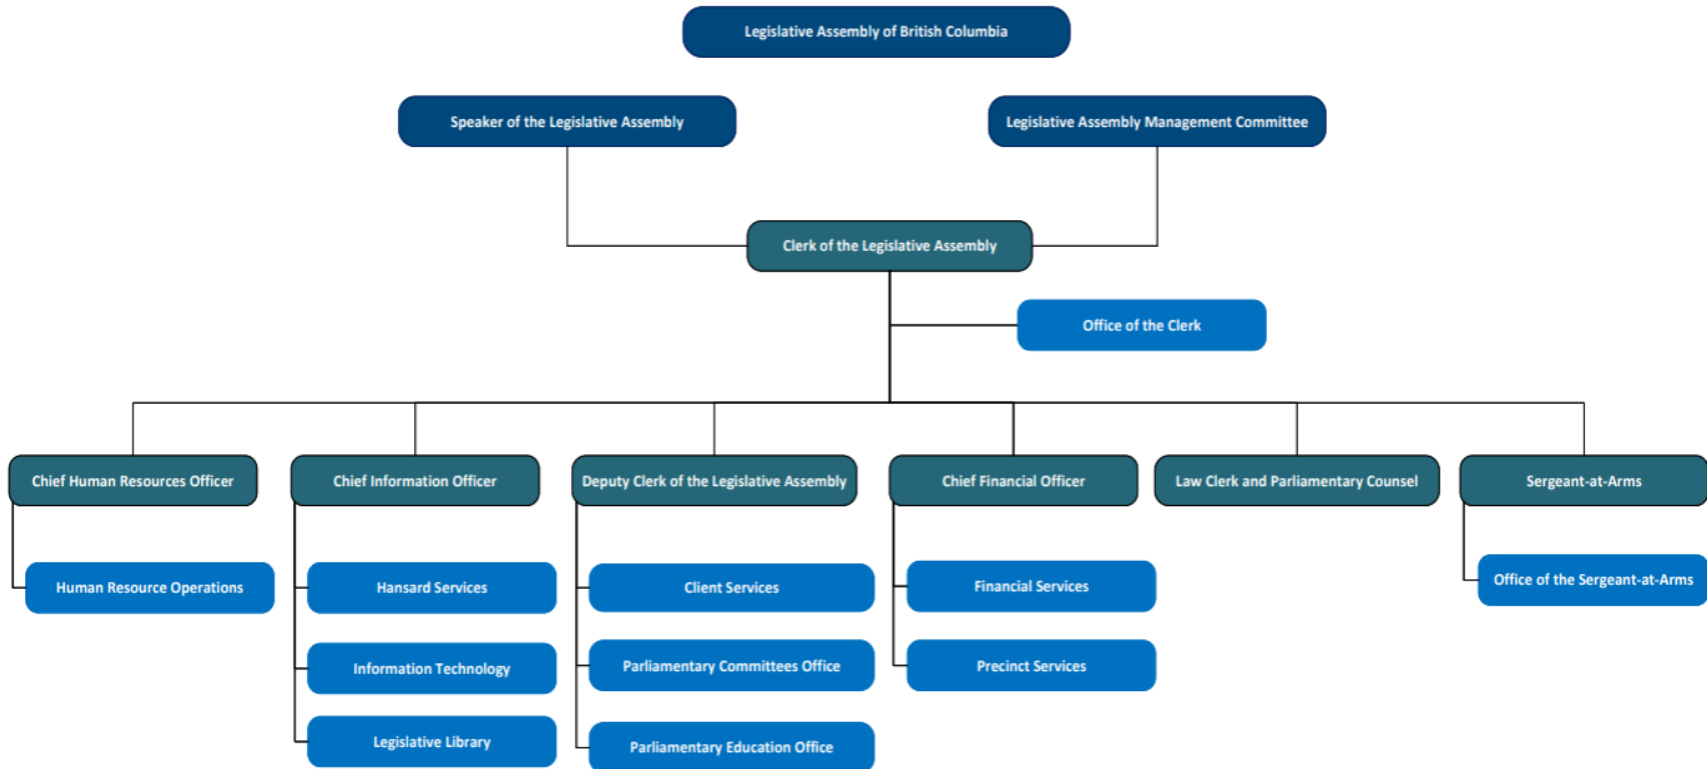 Legislative Assembly of British Columbia
Speaker of the Legislative Assembly
Legislative Assembly Management Committee
Clerk of the Legislative Assembly
Office of the Clerk
Chief Human Resources Officer
Chief Information Officer
Deputy Clerk of the Legislative Assembly
Chief Financial Officer
Law Clerk and Parliamentary Counsel
Sergeant-at-Arms
Human Resource Operations
Hansard Services
Client Services
Financial Services
Office of the Sergeant-at-Arms
Information Technology
Parliamentary Committees Office
Precinct Services
Legislative Library
Parliamentary Education Office